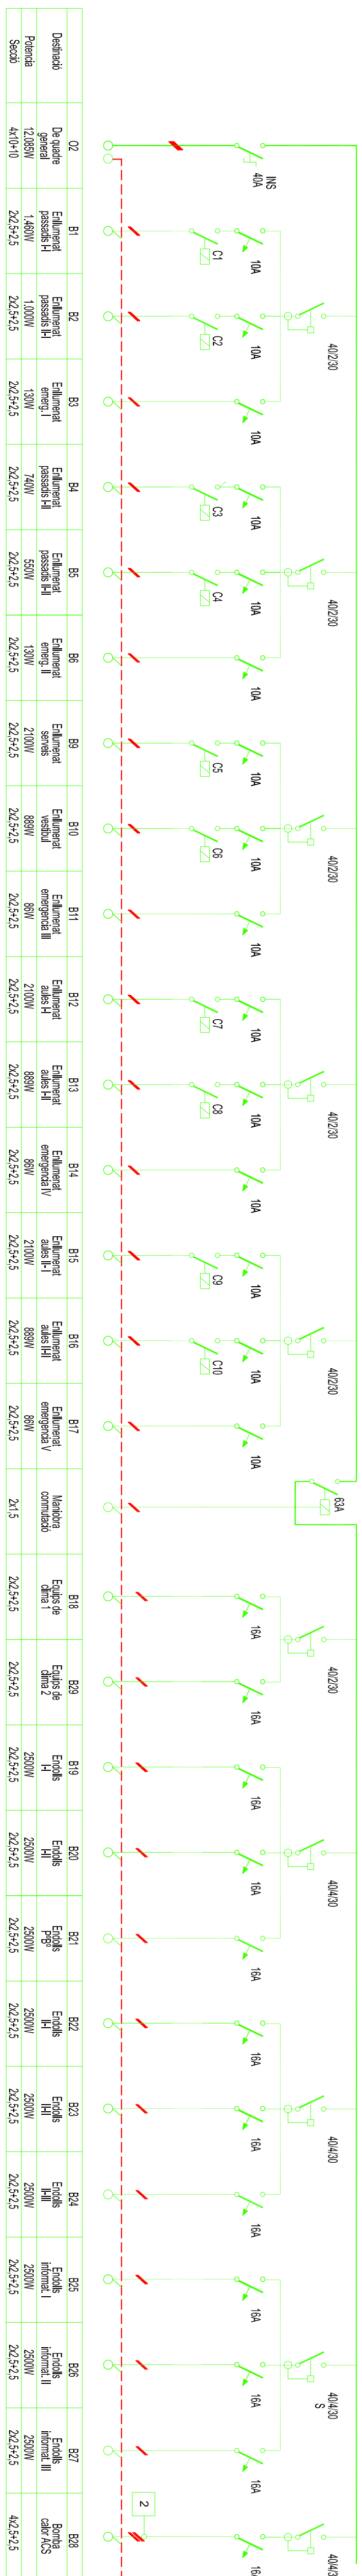 40/2/30 40/2/30 40/2/30 40/2/30 40/2/30 63A 40/2/30 40/4/30 40/4/30 40/4/30
S
INS
40A
10A 10A 10A 10A 10A 10A 10A 10A 10A 10A 10A 10A 10A 10A 10A 16A 16A 16A 16A 16A 16A 16A 16A 16A 16A 16A
C1 C2 C3 C4 C5 C6 C7 C8 C9 C10
2
Q2 B1 B2 B3 B4 B5 B6 B9 B10 B11 B12 B13 B14 B15 B16 B17 B18 B29 B19 B20 B21 B22 B23 B24 B25 B26 B27 B28
Destinació
De quadre
general
Enllumenat
passadís I-I
Enllumenat
passadís II-I
Enllumenat
emerg. I
Enllumenat
passadís I-II
Enllumenat
passadís II-II
Enllumenat
emerg. II
Enllumenat
serveis
Enllumenat
vestíbul
Enllumenat
emergencia III
Enllumenat
aules I-I
Enllumenat
aules I-II
Enllumenat
emergencia IV
Enllumenat
aules II- I
Enllumenat
aules II-II
Enllumenat
emergencia V
Maniobra
conmutació
Equips de
clima 1
Equips de
clima 2
Endolls
I-I
Endolls
I-II
Endolls
PªBª
Endolls
II-I
Endolls
II-II
Endolls
II-III
Endolls
informat. I
Endolls
informat. II
Endolls
informat. III
Bomba
calor ACS
Potencia 12.085W 1.460W 1.000W 130W 740W 550W 130W 2100W 889W 86W 2100W 889W 86W 2100W 889W 86W 2500W 2500W 2500W 2500W 2500W 2500W 2500W 2500W 2500W
Secció 4x10+10 2x2,5+2,5 2x2,5+2,5 2x2,5+2,5 2x2,5+2,5 2x2,5+2,5 2x2,5+2,5 2x2,5+2,5 2x2,5+2,5 2x2,5+2,5 2x2,5+2,5 2x2,5+2,5 2x2,5+2,5 2x2,5+2,5 2x2,5+2,5 2x2,5+2,5 2x1,5 2x2,5+2,5 2x2,5+2,5 2x2,5+2,5 2x2,5+2,5 2x2,5+2,5 2x2,5+2,5 2x2,5+2,5 2x2,5+2,5 2x2,5+2,5 2x2,5+2,5 2x2,5+2,5 4x2,5+2,5